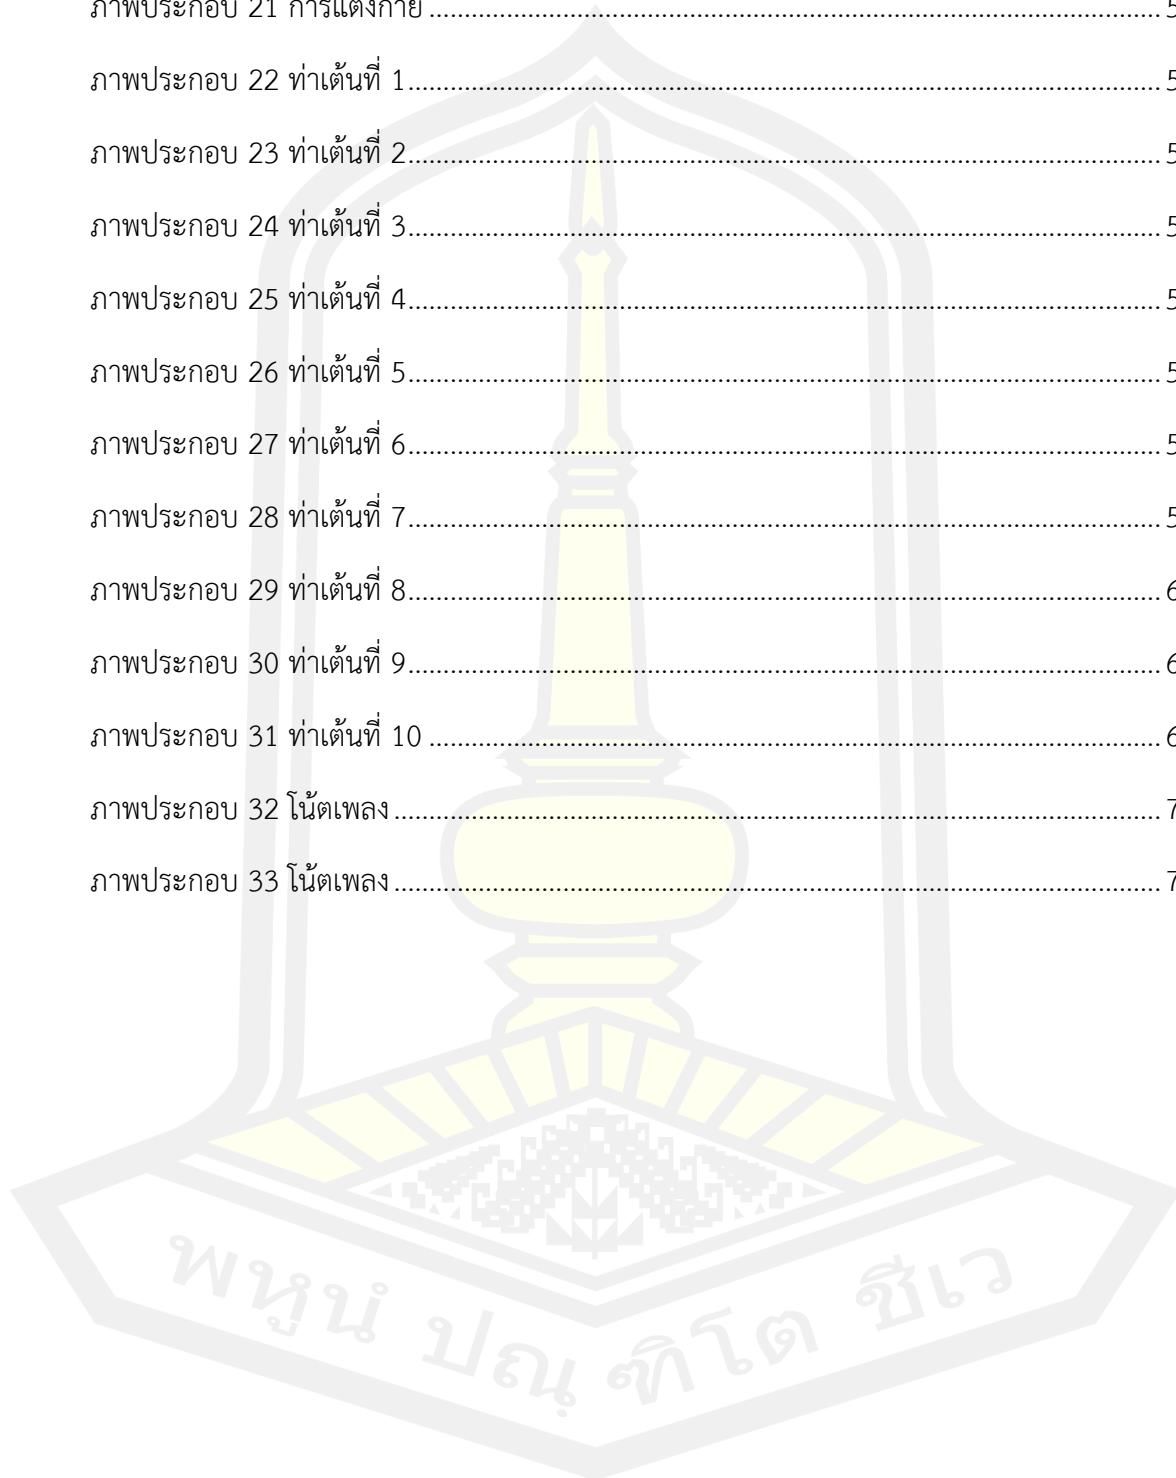 ภาพประกอบ 21 การแต่งกาย ........ 5
ภาพประกอบ 22 ท่าเต้นที่ 1 ........ 5
ภาพประกอบ 23 ท่าเต้นที่ 2 ........ 5
ภาพประกอบ 24 ท่าเต้นที่ 3 ........ 5
ภาพประกอบ 25 ท่าเต้นที่ 4 ........ 5
ภาพประกอบ 26 ท่าเต้นที่ 5 ........ 5
ภาพประกอบ 27 ท่าเต้นที่ 6 ........ 5
ภาพประกอบ 28 ท่าเต้นที่ 7 ........ 5
ภาพประกอบ 29 ท่าเต้นที่ 8 ........ 6
ภาพประกอบ 30 ท่าเต้นที่ 9 ........ 6
ภาพประกอบ 31 ท่าเต้นที่ 10 ........ 6
ภาพประกอบ 32 โน้ตเพลง ........ 7
ภาพประกอบ 33 โน้ตเพลง ........ 7
พหูนํ ปณฺฑิโต ชีเว